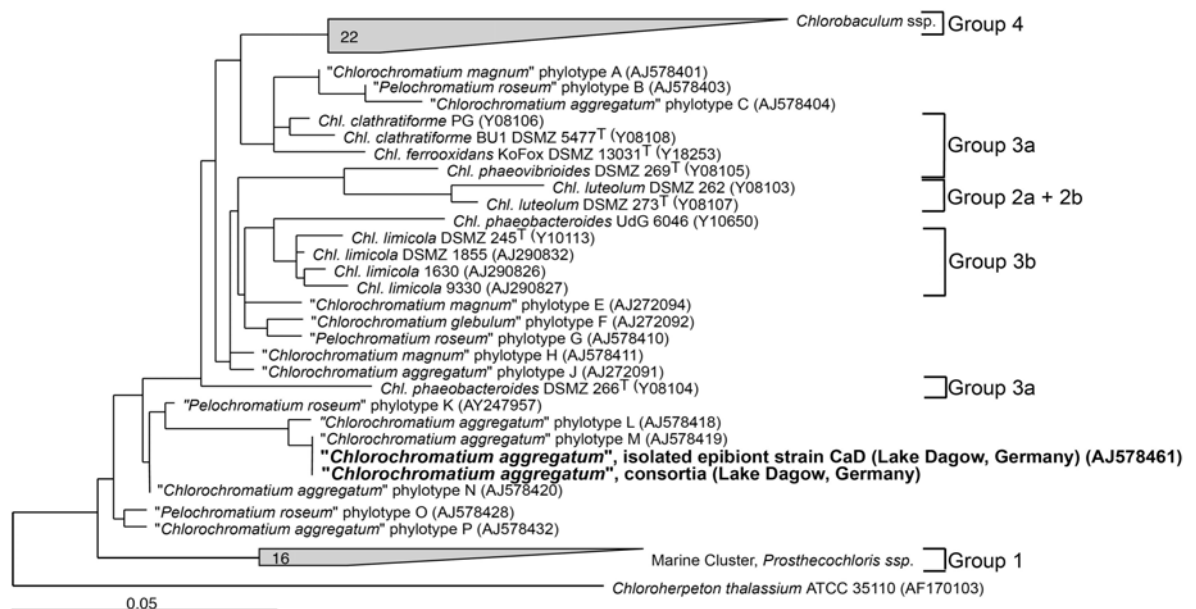 Chlorobaculum ssp.
Group 4
22
"Chlorochromatium magnum" phylotype A (AJ578401)
"Pelochromatium roseum" phylotype B (AJ578403)
"Chlorochromatium aggregatum" phylotype C (AJ578404)
Chl. clathratiforme PG (Y08106)
Chl. clathratiforme BU1 DSMZ 5477T (Y08108)
Group 3a
Chl. ferrooxidans KoFox DSMZ 13031T (Y18253)
Chl. phaeovibrioides DSMZ 269T (Y08105)
Chl. luteolum DSMZ 262 (Y08103)
Group 2a + 2b
Chl. luteolum DSMZ 273T (Y08107)
Chl. phaeobacteroides UdG 6046 (Y10650)
Chl. limicola DSMZ 245T (Y10113)
Chl. limicola DSMZ 1855 (AJ290832)
Group 3b
Chl. limicola 1630 (AJ290826)
Chl. limicola 9330 (AJ290827)
"Chlorochromatium magnum" phylotype E (AJ272094)
"Chlorochromatium glebulum" phylotype F (AJ272092)
"Pelochromatium roseum" phylotype G (AJ578410)
"Chlorochromatium magnum" phylotype H (AJ578411)
"Chlorochromatium aggregatum" phylotype J (AJ272091)
Chl. phaeobacteroides DSMZ 266T (Y08104)
Group 3a
"Pelochromatium roseum" phylotype K (AY247957)
"Chlorochromatium aggregatum" phylotype L (AJ578418)
"Chlorochromatium aggregatum" phylotype M (AJ578419)
"Chlorochromatium aggregatum", isolated epibiont strain CaD (Lake Dagow, Germany) (AJ578461)
"Chlorochromatium aggregatum", consortia (Lake Dagow, Germany)
"Chlorochromatium aggregatum" phylotype N (AJ578420)
"Pelochromatium roseum" phylotype O (AJ578428)
"Chlorochromatium aggregatum" phylotype P (AJ578432)
16
Marine Cluster, Prosthecochloris ssp.
Group 1
Chloroherpeton thalassium ATCC 35110 (AF170103)
0.05